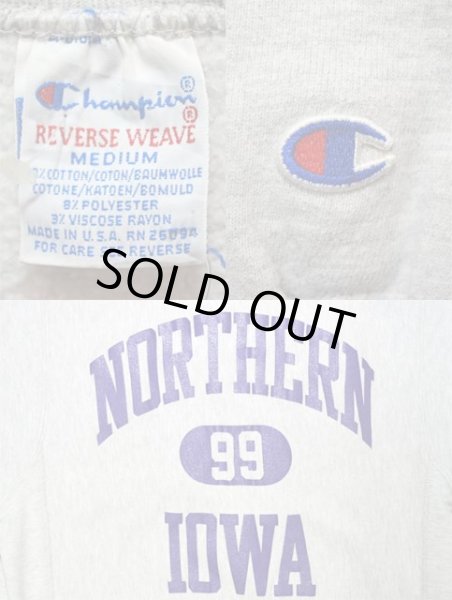 Champion®
REVERSE WEAVE®
MEDIUM
COTTON/COTON/BAUMWOLLE
COTONE/KATOEN/BOMULD
8% POLYESTER
3% VISCOSE RAYON
MADE IN U.S.A. RN 26094
FOR CARE SEE REVERSE
SOLD OUT
NORTHERN
99
IOWA